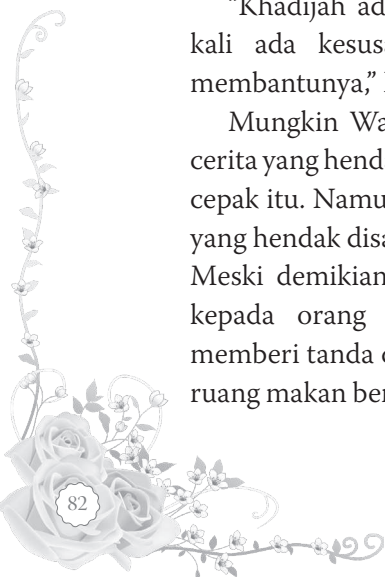 “Khadijah ad
kali ada kesus
membantunya,”
Mungkin Wa
cerita yang hend
cepak itu. Namu
yang hendak disa
Meski demikian
kepada orang
memberi tanda
ruang makan ber
82